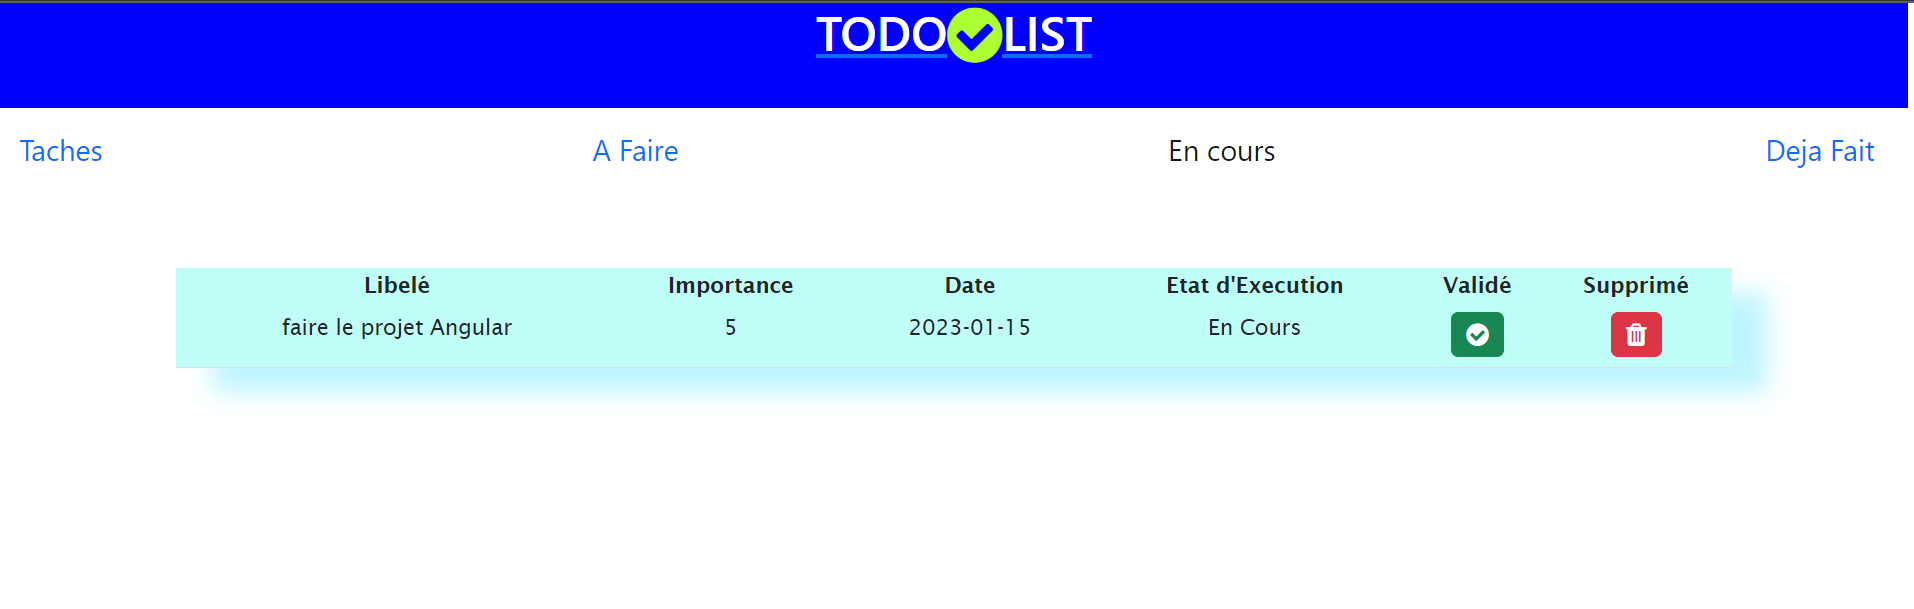 TODO LIST
Taches A Faire En cours Deja Fait
Libelé Importance Date Etat d'Execution Validé Supprimé
faire le projet Angular 5 2023-01-15 En Cours